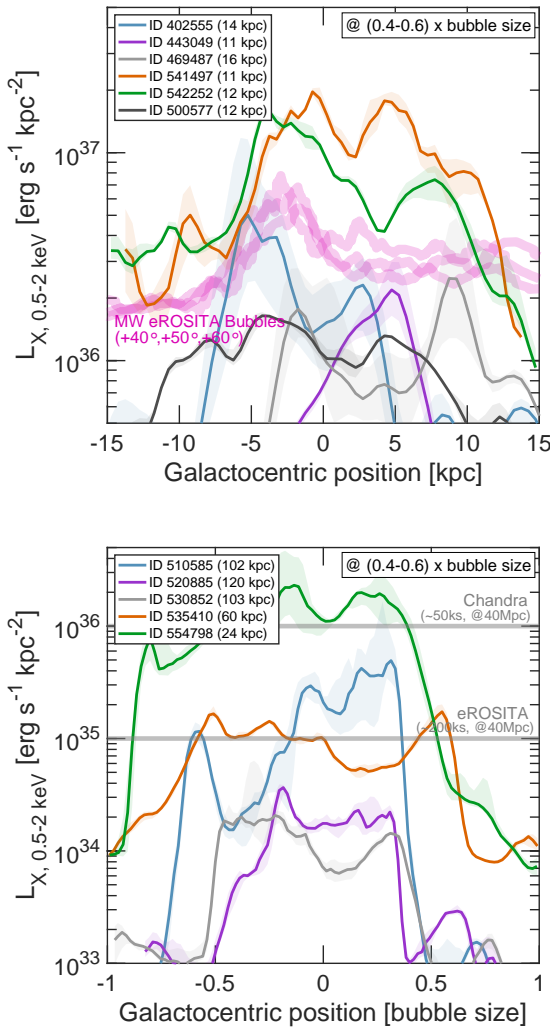 ID 402555 (14 kpc)
ID 443049 (11 kpc)
ID 469487 (16 kpc)
ID 541497 (11 kpc)
ID 542252 (12 kpc)
ID 500577 (12 kpc)
@ (0.4-0.6) x bubble size
L_X, 0.5-2 keV [erg s^-1 kpc^-2]
10^37
10^36
MW eROSITA Bubbles
(+40°,+50°,+60°)
-15 -10 -5 0 5 10 15
Galactocentric position [kpc]
ID 510585 (102 kpc)
ID 520885 (120 kpc)
ID 530852 (103 kpc)
ID 535410 (60 kpc)
ID 554798 (24 kpc)
@ (0.4-0.6) x bubble size
Chandra
(~50ks, @40Mpc)
eROSITA
(~200ks, @40Mpc)
L_X, 0.5-2 keV [erg s^-1 kpc^-2]
10^36
10^35
10^34
10^33
-1 -0.5 0 0.5 1
Galactocentric position [bubble size]